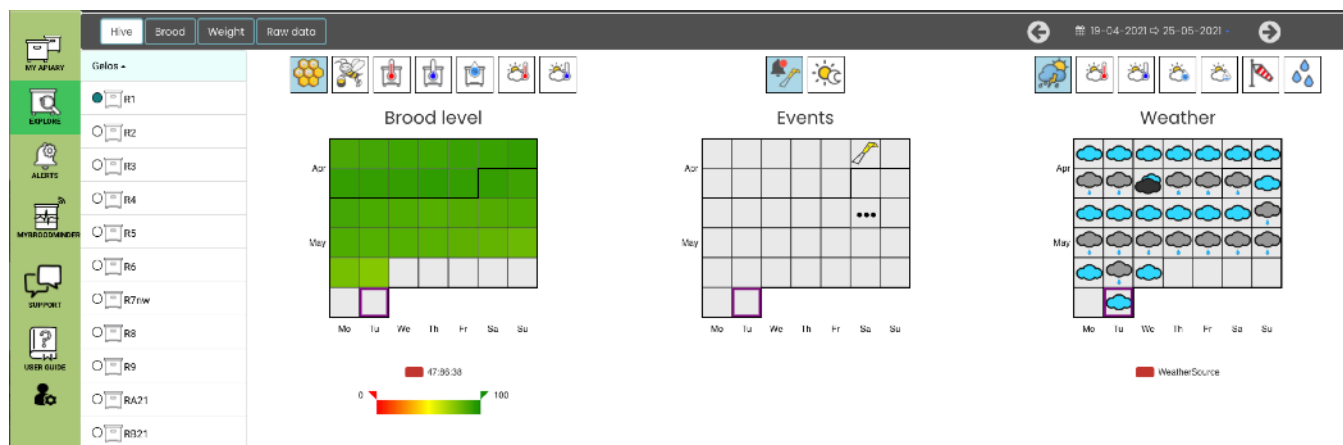 Hive Brood Weight Raw data 19-04-2021 ⇨ 25-05-2021
MY APIARY
EXPLORE
ALERTS
MYBROODMINDER
SUPPORT
USER GUIDE
Gelos
R1
R2
R3
R4
R5
R6
R7nw
R8
R9
RA21
RB21
Brood level
Apr
May
Mo Tu We Th Fr Sa Su
47:86:38
0 100
Events
Apr
May
Mo Tu We Th Fr Sa Su
Weather
Apr
May
Mo Tu We Th Fr Sa Su
WeatherSource